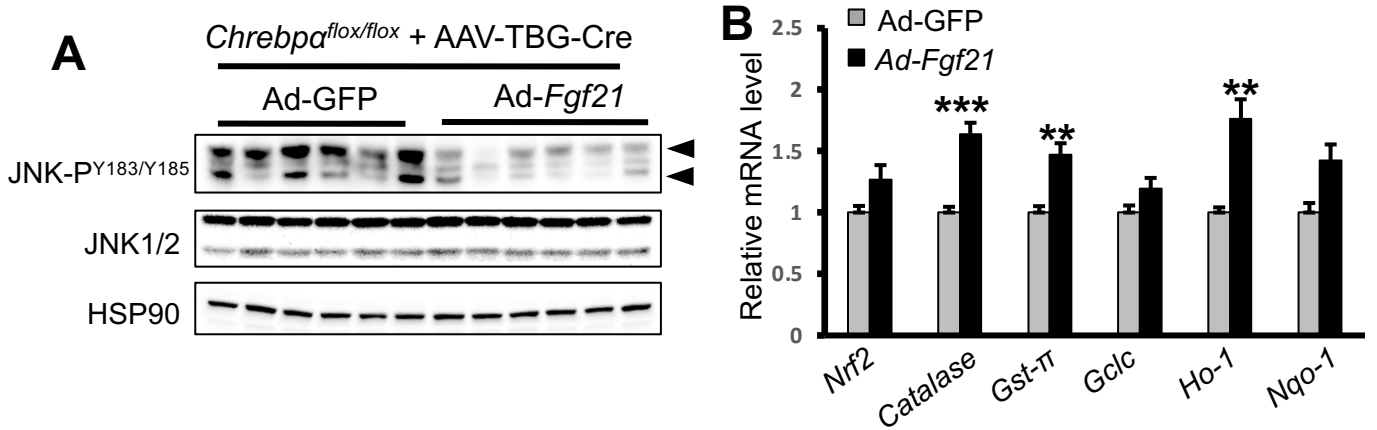 A
Chrebpα^flox/flox + AAV-TBG-Cre
Ad-GFP
Ad-Fgf21
JNK-P^Y183/Y185
JNK1/2
HSP90
B
Ad-GFP
Ad-Fgf21
Relative mRNA level
2.5
2
1.5
1
0.5
0
***
**
**
Nrf2
Catalase
Gst-π
Gclc
Ho-1
Nqo-1